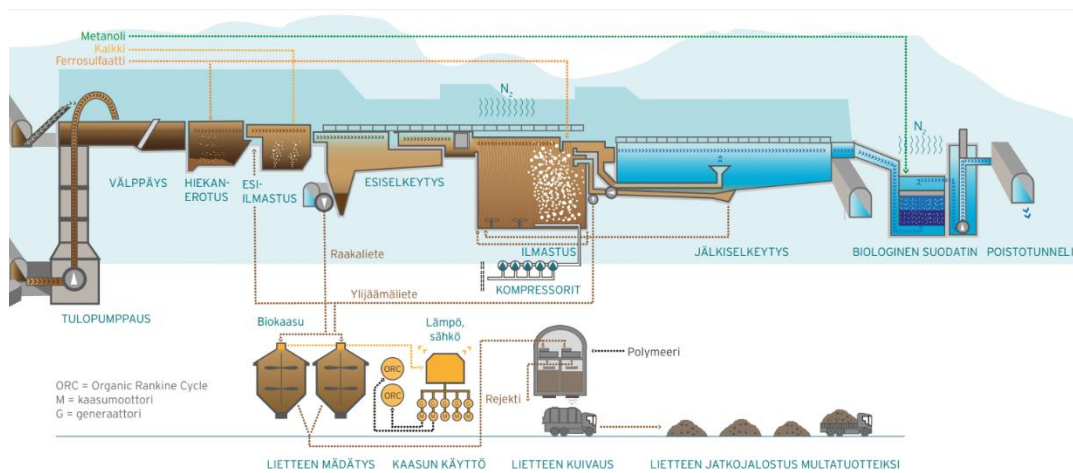 Metanoli
Kalkki
Ferrosulfaatti
N2
N2
VÄLPPÄYS
HIEKAN-
EROTUS
ESI-
ILMASTUS
ESISELKEYTYS
ILMASTUS
JÄLKISELKEYTYS
BIOLOGINEN SUODATIN
POISTOTUNNELI
Raakaliete
KOMPRESSORIT
Ylijäämäliete
TULOPUMPPAUS
Biokaasu
Lämpö,
sähkö
Polymeeri
ORC
ORC
ORC = Organic Rankine Cycle
M = kaasumoottori
G = generaattori
G G G G G
M M M M M
Rejekti
LIETTEEN MÄDÄTYS
KAASUN KÄYTTÖ
LIETTEEN KUIVAUS
LIETTEEN JATKOJALOSTUS MULTATUOTTEIKSI